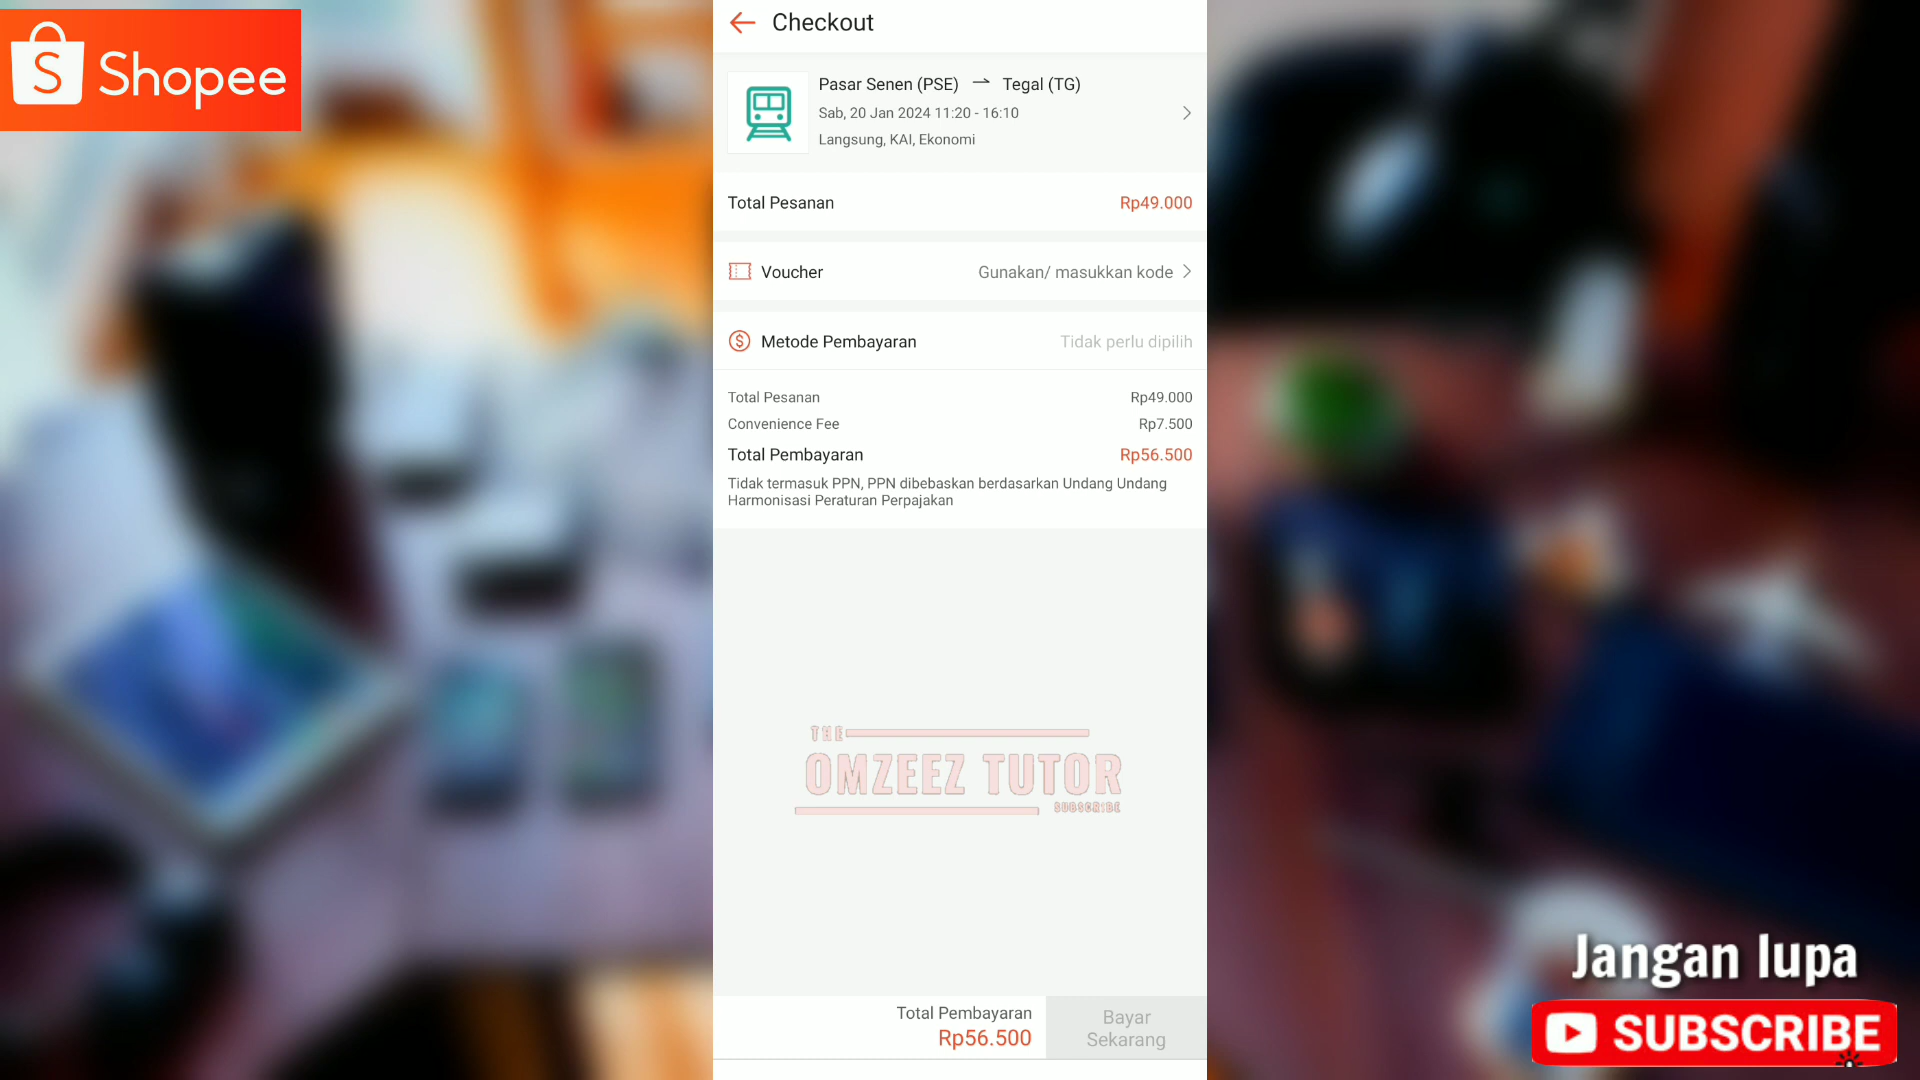 Shopee
Checkout
Pasar Senen (PSE) → Tegal (TG)
Sab, 20 Jan 2024 11:20 - 16:10
Langsung, KAI, Ekonomi
Total Pesanan Rp49.000
Voucher Gunakan/ masukkan kode
Metode Pembayaran Tidak perlu dipilih
Total Pesanan Rp49.000
Convenience Fee Rp7.500
Total Pembayaran Rp56.500
Tidak termasuk PPN, PPN dibebaskan berdasarkan Undang Undang
Harmonisasi Peraturan Perpajakan
THE
OMZEEZ TUTOR
SUBSCRIBE
Total Pembayaran
Rp56.500
Bayar
Sekarang
Jangan lupa
SUBSCRIBE